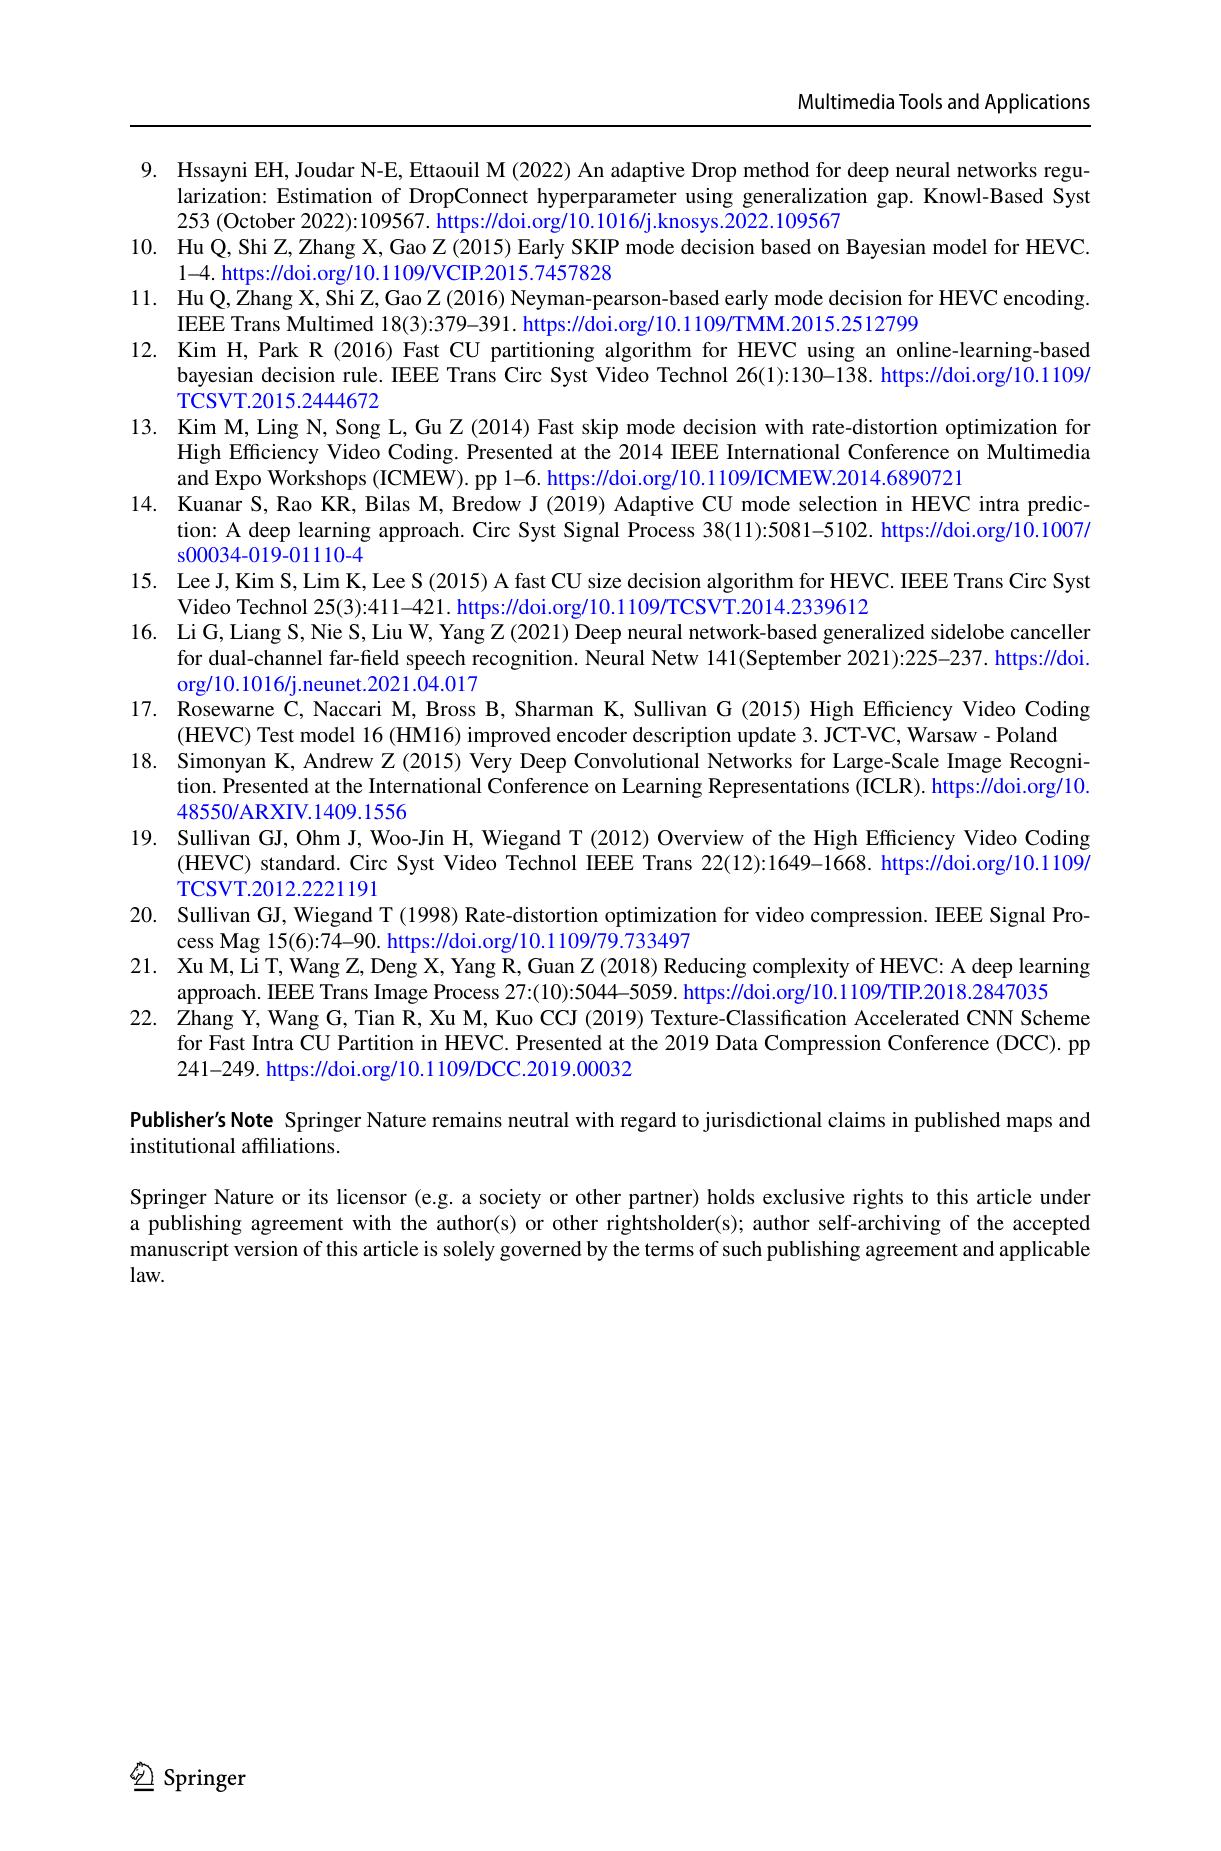 Multimedia Tools and Applications
9. Hssayni EH, Joudar N-E, Ettaouil M (2022) An adaptive Drop method for deep neural networks regu-
larization: Estimation of DropConnect hyperparameter using generalization gap. Knowl-Based Syst
253 (October 2022):109567. https://doi.org/10.1016/j.knosys.2022.109567
10. Hu Q, Shi Z, Zhang X, Gao Z (2015) Early SKIP mode decision based on Bayesian model for HEVC.
1–4. https://doi.org/10.1109/VCIP.2015.7457828
11. Hu Q, Zhang X, Shi Z, Gao Z (2016) Neyman-pearson-based early mode decision for HEVC encoding.
IEEE Trans Multimed 18(3):379–391. https://doi.org/10.1109/TMM.2015.2512799
12. Kim H, Park R (2016) Fast CU partitioning algorithm for HEVC using an online-learning-based
bayesian decision rule. IEEE Trans Circ Syst Video Technol 26(1):130–138. https://doi.org/10.1109/
TCSVT.2015.2444672
13. Kim M, Ling N, Song L, Gu Z (2014) Fast skip mode decision with rate-distortion optimization for
High Efficiency Video Coding. Presented at the 2014 IEEE International Conference on Multimedia
and Expo Workshops (ICMEW). pp 1–6. https://doi.org/10.1109/ICMEW.2014.6890721
14. Kuanar S, Rao KR, Bilas M, Bredow J (2019) Adaptive CU mode selection in HEVC intra predic-
tion: A deep learning approach. Circ Syst Signal Process 38(11):5081–5102. https://doi.org/10.1007/
s00034-019-01110-4
15. Lee J, Kim S, Lim K, Lee S (2015) A fast CU size decision algorithm for HEVC. IEEE Trans Circ Syst
Video Technol 25(3):411–421. https://doi.org/10.1109/TCSVT.2014.2339612
16. Li G, Liang S, Nie S, Liu W, Yang Z (2021) Deep neural network-based generalized sidelobe canceller
for dual-channel far-field speech recognition. Neural Netw 141(September 2021):225–237. https://doi.
org/10.1016/j.neunet.2021.04.017
17. Rosewarne C, Naccari M, Bross B, Sharman K, Sullivan G (2015) High Efficiency Video Coding
(HEVC) Test model 16 (HM16) improved encoder description update 3. JCT-VC, Warsaw - Poland
18. Simonyan K, Andrew Z (2015) Very Deep Convolutional Networks for Large-Scale Image Recogni-
tion. Presented at the International Conference on Learning Representations (ICLR). https://doi.org/10.
48550/ARXIV.1409.1556
19. Sullivan GJ, Ohm J, Woo-Jin H, Wiegand T (2012) Overview of the High Efficiency Video Coding
(HEVC) standard. Circ Syst Video Technol IEEE Trans 22(12):1649–1668. https://doi.org/10.1109/
TCSVT.2012.2221191
20. Sullivan GJ, Wiegand T (1998) Rate-distortion optimization for video compression. IEEE Signal Pro-
cess Mag 15(6):74–90. https://doi.org/10.1109/79.733497
21. Xu M, Li T, Wang Z, Deng X, Yang R, Guan Z (2018) Reducing complexity of HEVC: A deep learning
approach. IEEE Trans Image Process 27:(10):5044–5059. https://doi.org/10.1109/TIP.2018.2847035
22. Zhang Y, Wang G, Tian R, Xu M, Kuo CCJ (2019) Texture-Classification Accelerated CNN Scheme
for Fast Intra CU Partition in HEVC. Presented at the 2019 Data Compression Conference (DCC). pp
241–249. https://doi.org/10.1109/DCC.2019.00032
Publisher's Note Springer Nature remains neutral with regard to jurisdictional claims in published maps and
institutional affiliations.
Springer Nature or its licensor (e.g. a society or other partner) holds exclusive rights to this article under
a publishing agreement with the author(s) or other rightsholder(s); author self-archiving of the accepted
manuscript version of this article is solely governed by the terms of such publishing agreement and applicable
law.
Springer